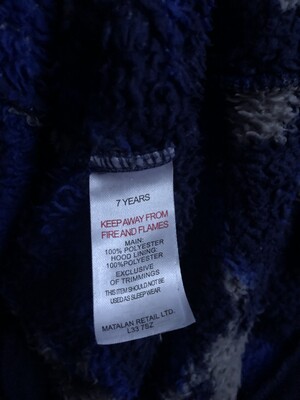 7 YEARS
KEEP AWAY FROM
FIRE AND FLAMES
MAIN:
100% POLYESTER
HOOD LINING:
100%POLYESTER
EXCLUSIVE
OF TRIMMINGS
THIS ITEM SHOULD NOT BE
USED AS SLEEPWEAR
MATALAN RETAIL LTD.
L33 7SZ